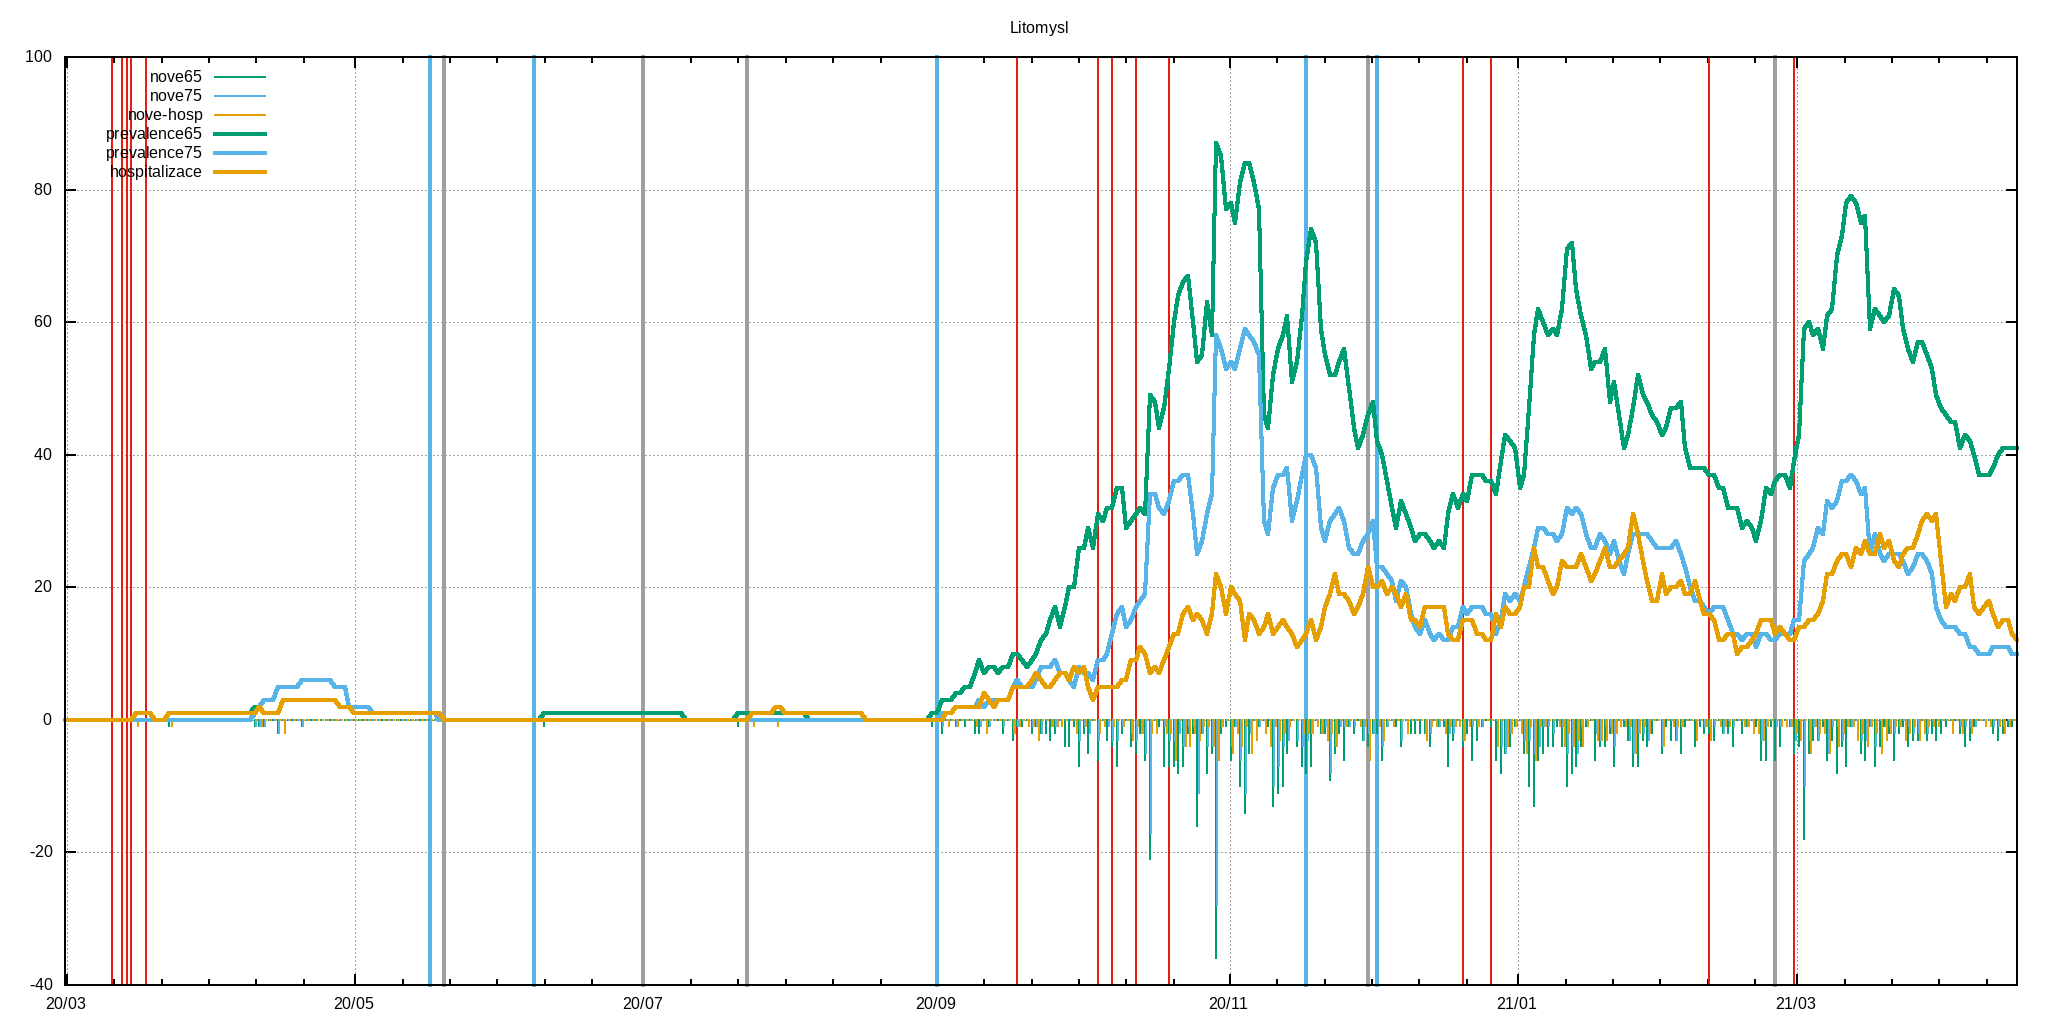 Litomysl
100
nove65
nove75
nove-hosp
prevalence65
prevalence75
hospitalizace
80
60
40
20
0
-20
-40
20/03 20/05 20/07 20/09 20/11 21/01 21/03